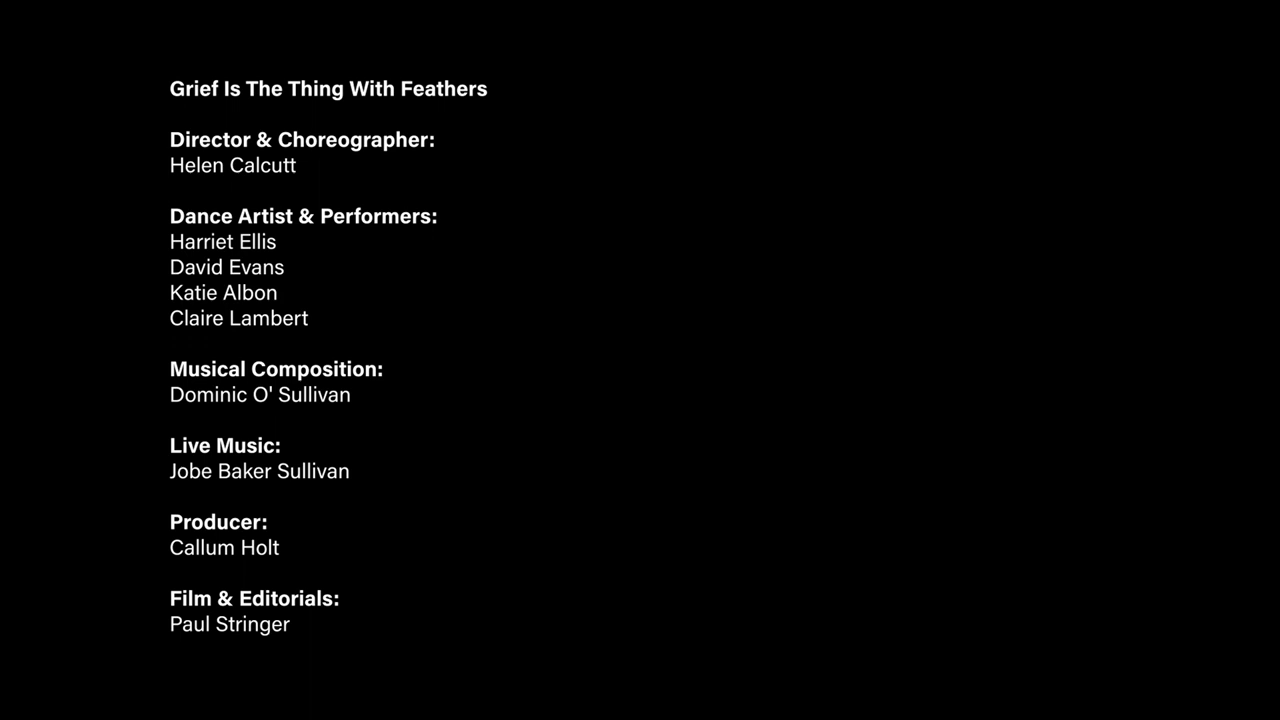 Grief Is The Thing With Feathers
Director & Choreographer:
Helen Calcutt
Dance Artist & Performers:
Harriet Ellis
David Evans
Katie Albon
Claire Lambert
Musical Composition:
Dominic O' Sullivan
Live Music:
Jobe Baker Sullivan
Producer:
Callum Holt
Film & Editorials:
Paul Stringer